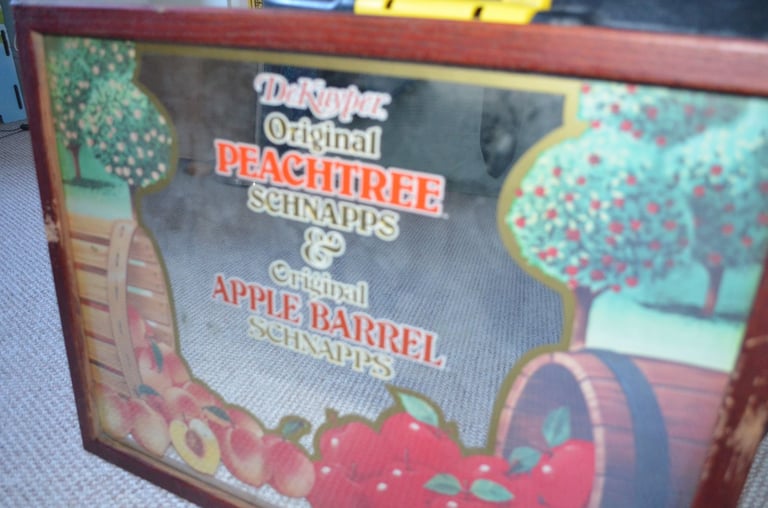 DeKuyper
Original
PEACHTREE
SCHNAPPS
&
Original
APPLE BARREL
SCHNAPPS